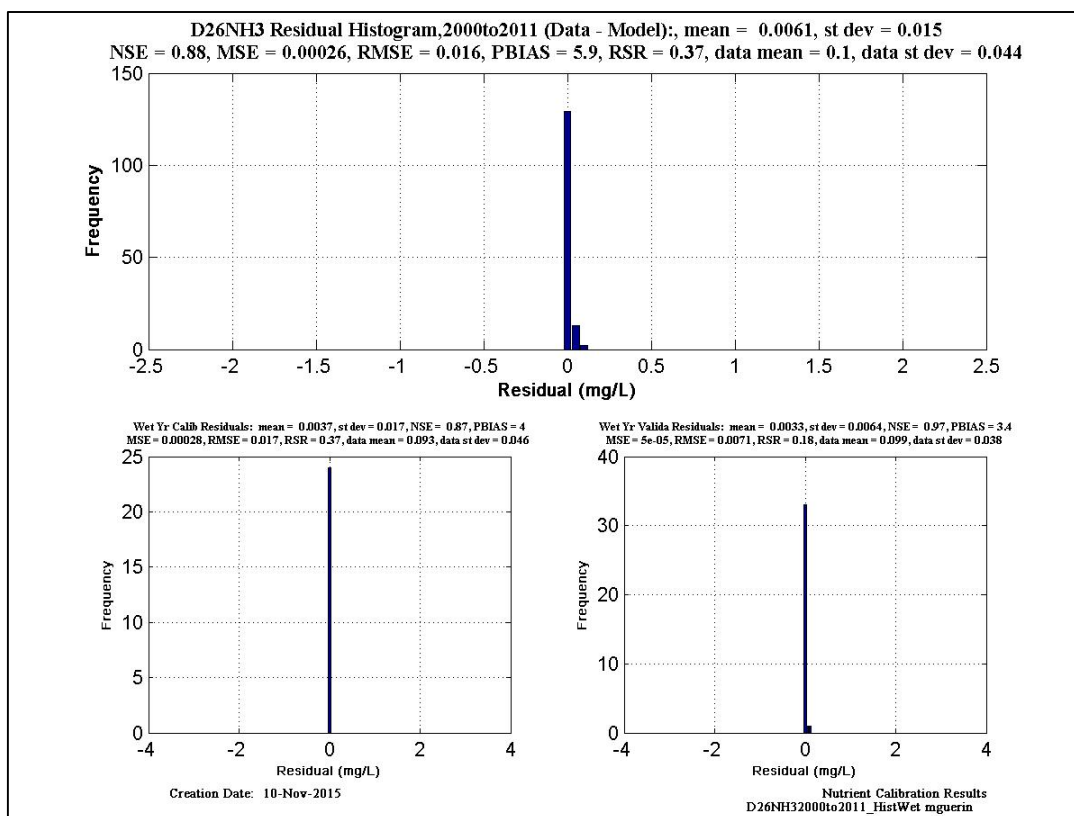 D26NH3 Residual Histogram,2000to2011 (Data - Model):, mean = 0.0061, st dev = 0.015
NSE = 0.88, MSE = 0.00026, RMSE = 0.016, PBIAS = 5.9, RSR = 0.37, data mean = 0.1, data st dev = 0.044
150
100
50
0
Frequency
-2.5 -2 -1.5 -1 -0.5 0 0.5 1 1.5 2 2.5
Residual (mg/L)
Wet Yr Calib Residuals: mean = 0.0037, st dev = 0.017, NSE = 0.87, PBIAS = 4
MSE = 0.00028, RMSE = 0.017, RSR = 0.37, data mean = 0.093, data st dev = 0.046
25
20
15
10
5
0
Frequency
-4 -2 0 2 4
Residual (mg/L)
Wet Yr Valida Residuals: mean = 0.0033, st dev = 0.0064, NSE = 0.97, PBIAS = 3.4
MSE = 5e-05, RMSE = 0.0071, RSR = 0.18, data mean = 0.099, data st dev = 0.038
40
30
20
10
0
Frequency
-4 -2 0 2 4
Residual (mg/L)
Creation Date: 10-Nov-2015
Nutrient Calibration Results
D26NH32000to2011_HistWet mguerin